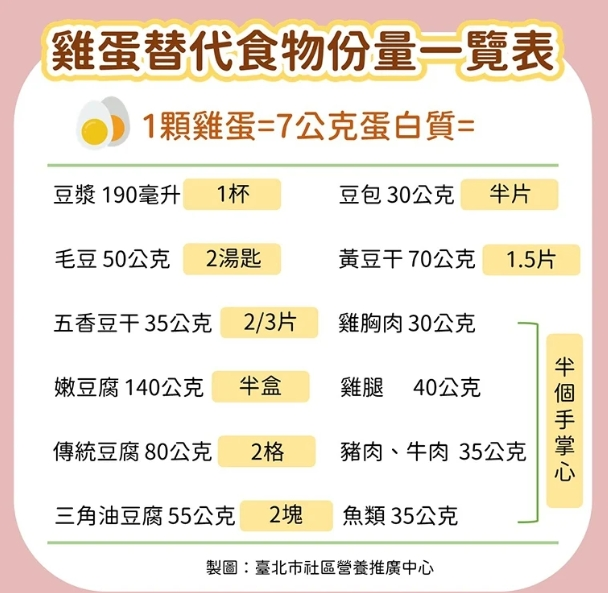 雞蛋替代食物份量一覽表
1顆雞蛋=7公克蛋白質=
豆漿 190毫升 1杯
豆包 30公克 半片
毛豆 50公克 2湯匙
黃豆干 70公克 1.5片
五香豆干 35公克 2/3片
雞胸肉 30公克
嫩豆腐 140公克 半盒
雞腿 40公克
傳統豆腐 80公克 2格
豬肉、牛肉 35公克
三角油豆腐 55公克 2塊
魚類 35公克
半個手掌心
製圖：臺北市社區營養推廣中心